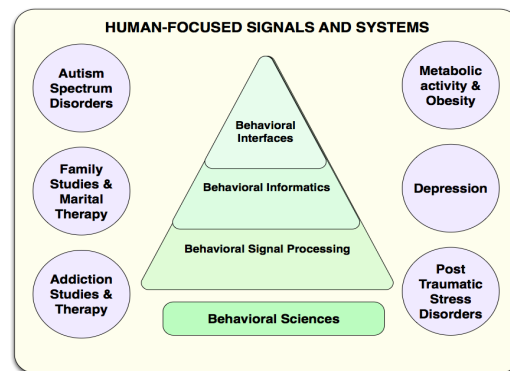 HUMAN-FOCUSED SIGNALS AND SYSTEMS
Autism
Spectrum
Disorders
Metabolic
activity &
Obesity
Behavioral
Interfaces
Family
Studies &
Marital
Therapy
Behavioral Informatics
Depression
Behavioral Signal Processing
Addiction
Studies &
Therapy
Post
Traumatic
Stress
Disorders
Behavioral Sciences